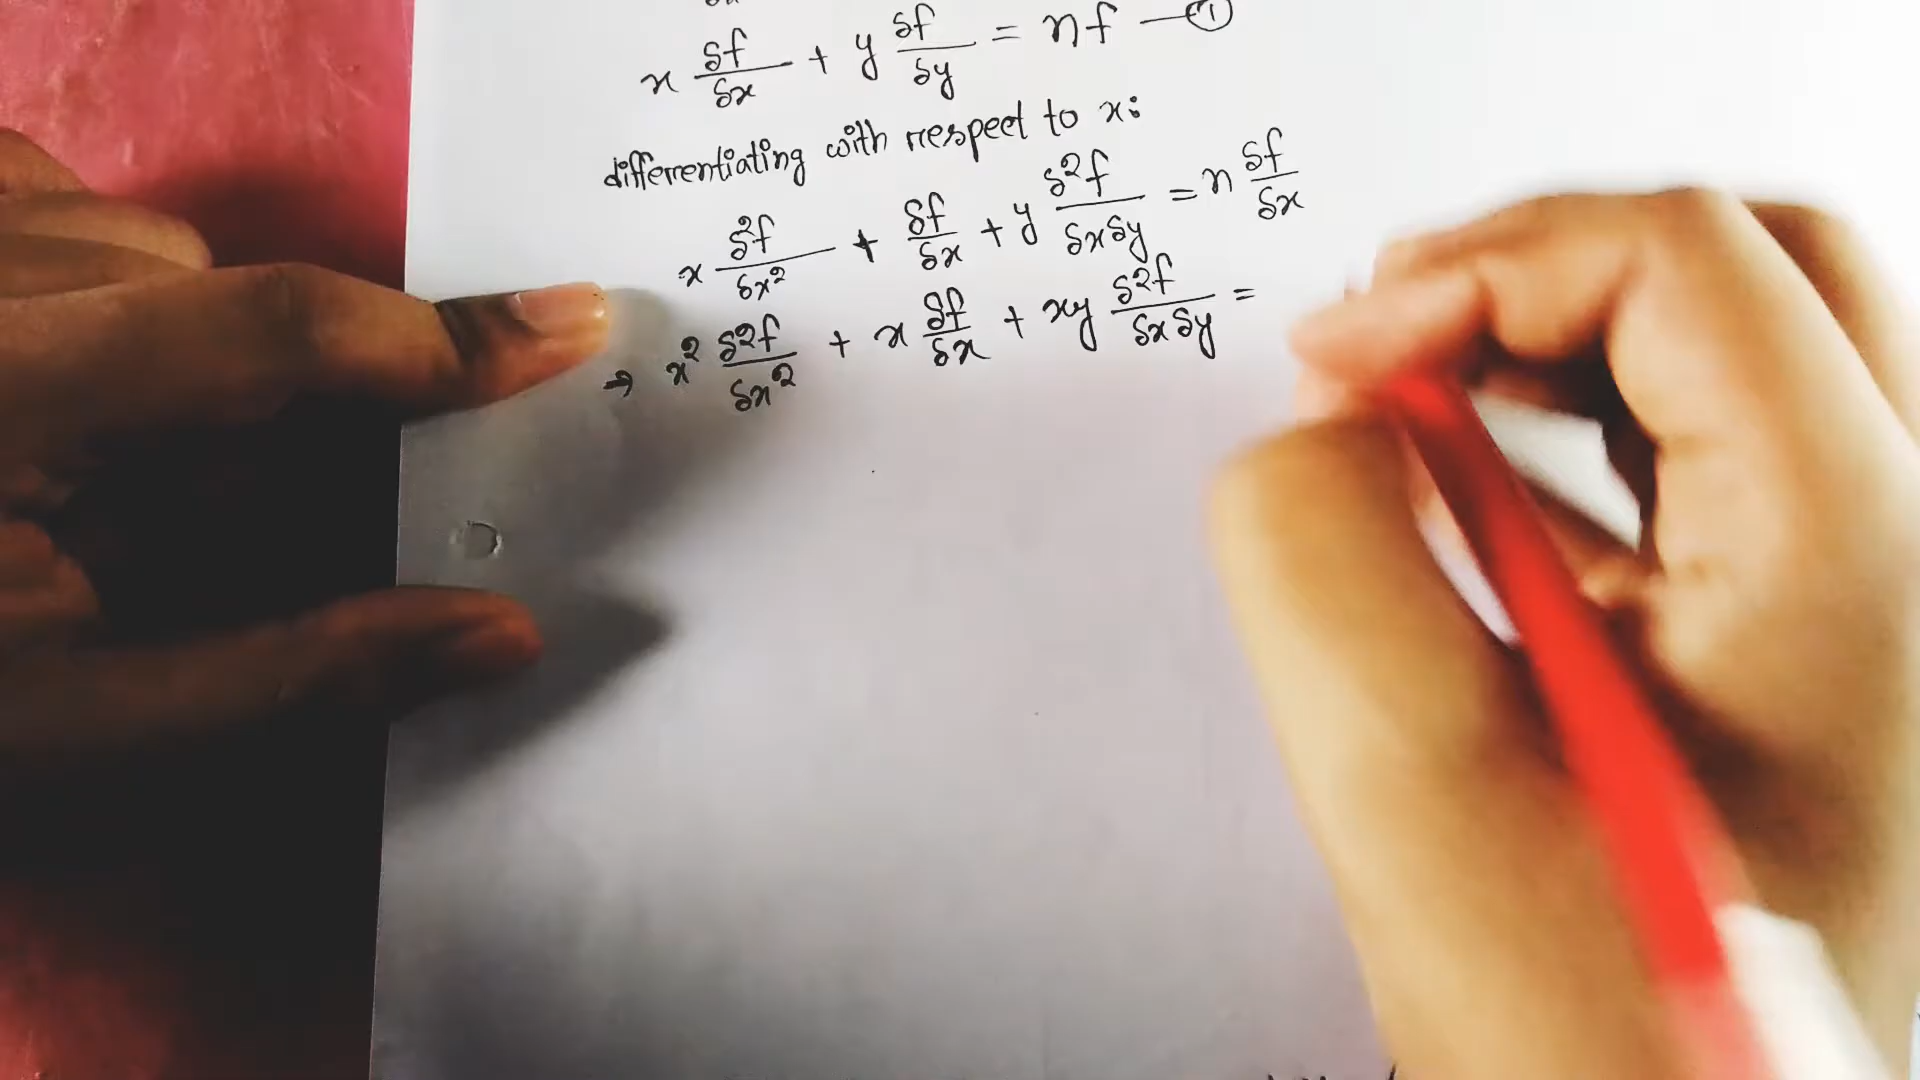 x δf/δx + y δf/δy = nf —①
differentiating with respect to x:
x δ²f/δx² + δf/δx + y δ²f/δxδy = n δf/δx
⇒ x² δ²f/δx² + x δf/δx + xy δ²f/δxδy =